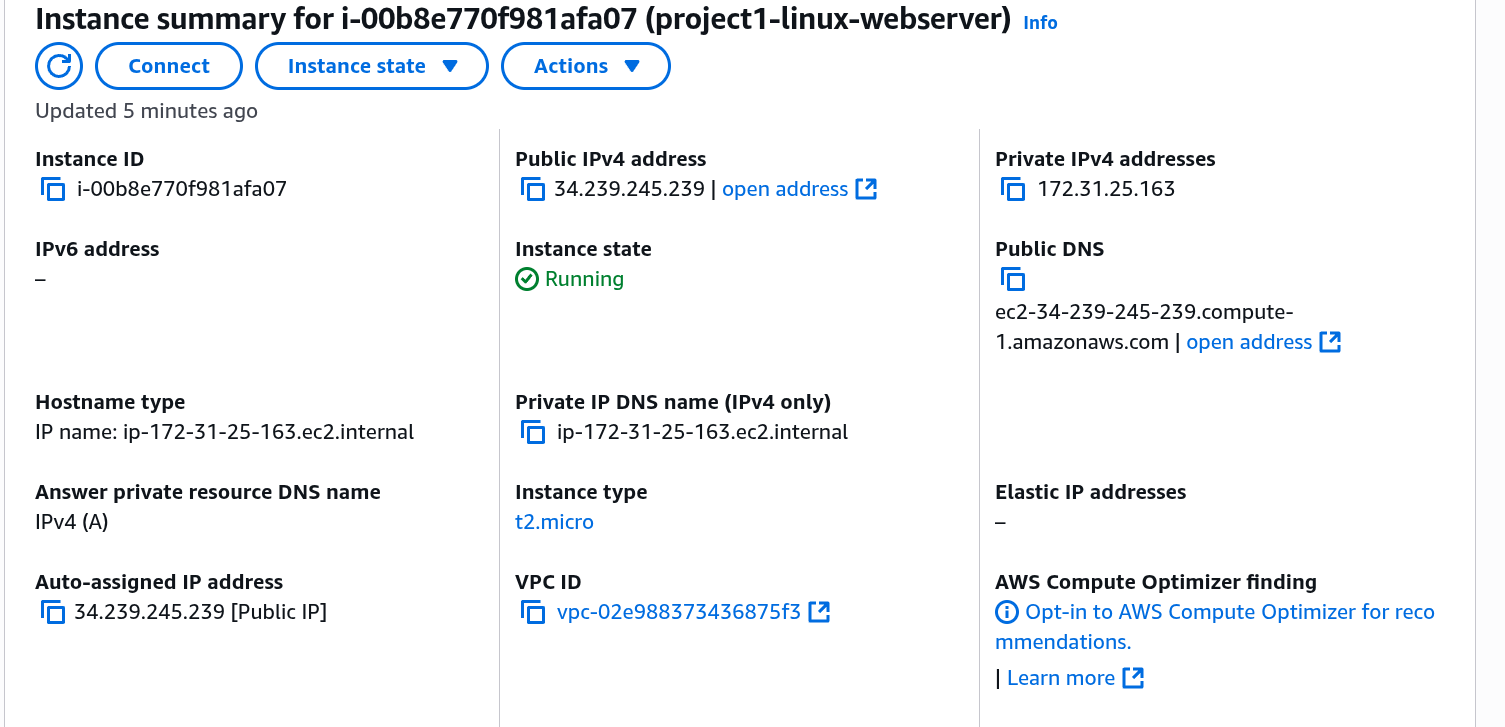 Instance summary for i-00b8e770f981afa07 (project1-linux-webserver) Info
Connect
Instance state
Actions
Updated 5 minutes ago
Instance ID
i-00b8e770f981afa07
Public IPv4 address
34.239.245.239 | open address
Private IPv4 addresses
172.31.25.163
IPv6 address
–
Instance state
Running
Public DNS
ec2-34-239-245-239.compute-
1.amazonaws.com | open address
Hostname type
IP name: ip-172-31-25-163.ec2.internal
Private IP DNS name (IPv4 only)
ip-172-31-25-163.ec2.internal
Answer private resource DNS name
IPv4 (A)
Instance type
t2.micro
Elastic IP addresses
–
Auto-assigned IP address
34.239.245.239 [Public IP]
VPC ID
vpc-02e988373436875f3
AWS Compute Optimizer finding
Opt-in to AWS Compute Optimizer for reco
mmendations.
| Learn more